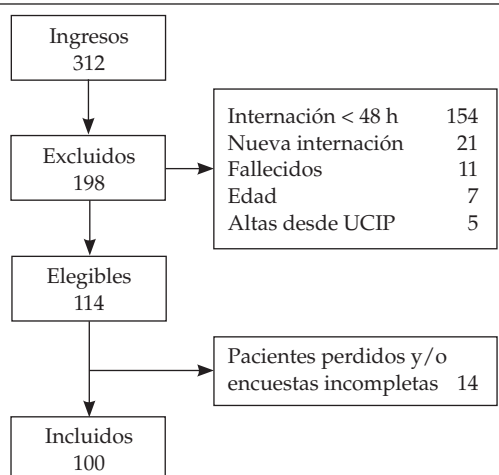 Ingresos
312
Excluidos
198
Internación < 48 h 154
Nueva internación 21
Fallecidos 11
Edad 7
Altas desde UCIP 5
Elegibles
114
Pacientes perdidos y/o
encuestas incompletas 14
Incluidos
100